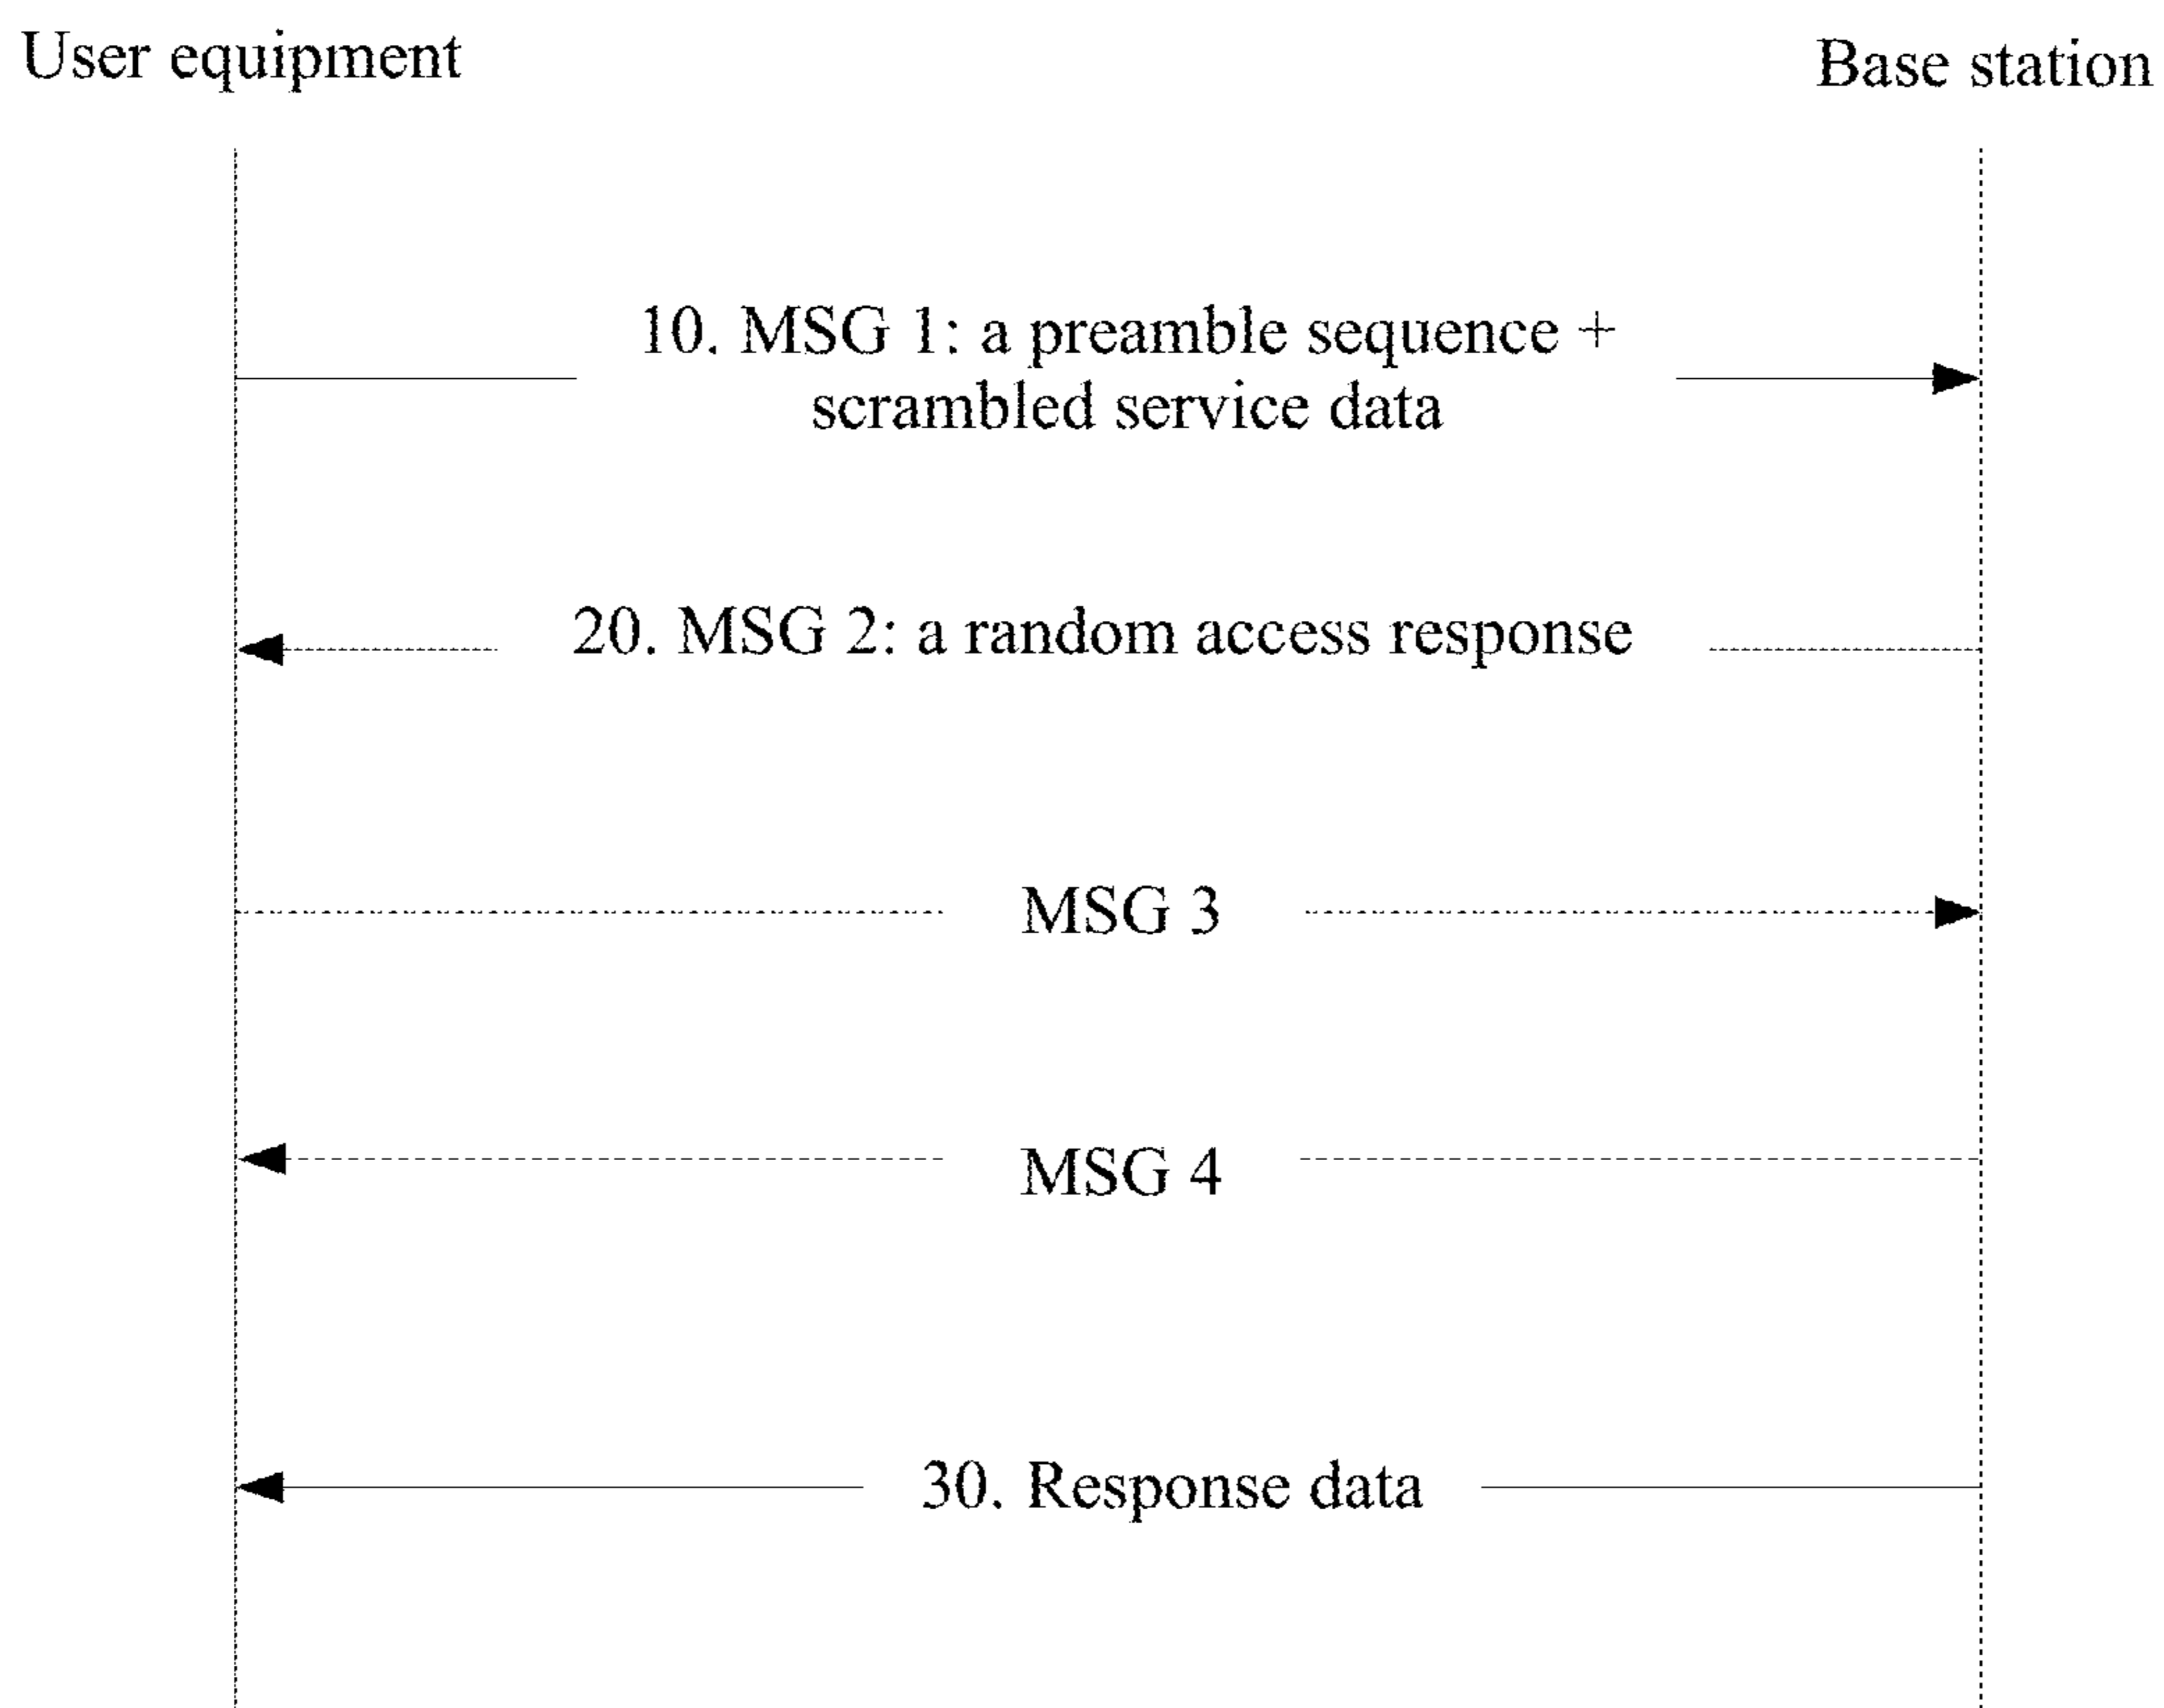 User equipment
Base station
10. MSG 1: a preamble sequence +
scrambled service data
20. MSG 2: a random access response
MSG 3
MSG 4
30. Response data